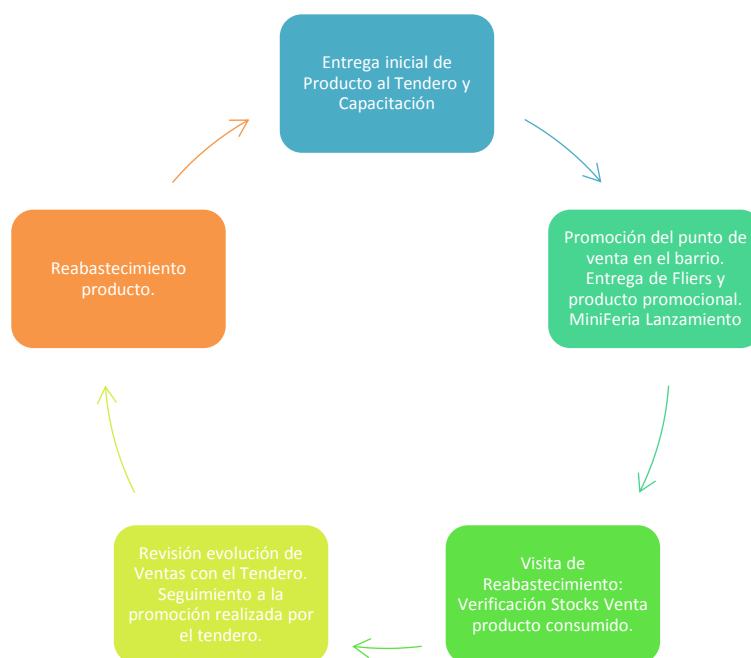 Entrega inicial de
Producto al Tendero y
Capacitación
Promoción del punto de
venta en el barrio.
Entrega de Fliers y
producto promocional.
MiniFeria Lanzamiento
Visita de
Reabastecimiento:
Verificación Stocks Venta
producto consumido.
Revisión evolución de
Ventas con el Tendero.
Seguimiento a la
promoción realizada por
el tendero.
Reabastecimiento
producto.